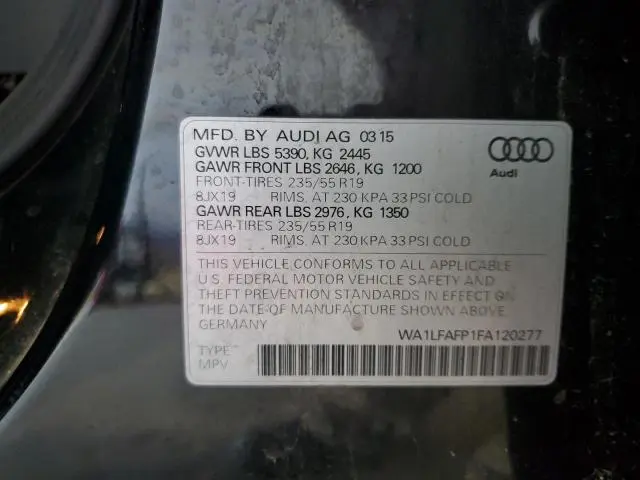 MFD. BY AUDI AG 0315
GVWR LBS 5390, KG 2445
GAWR FRONT LBS 2646, KG 1200
FRONT-TIRES 235/55 R19
8JX19 RIMS, AT 230 KPA 33 PSI COLD
GAWR REAR LBS 2976, KG 1350
REAR-TIRES 235/55 R19
8JX19 RIMS, AT 230 KPA 33 PSI COLD
Audi
THIS VEHICLE CONFORMS TO ALL APPLICABLE
U.S. FEDERAL MOTOR VEHICLE SAFETY AND
THEFT PREVENTION STANDARDS IN EFFECT ON
THE DATE OF MANUFACTURE SHOWN ABOVE
WA1LFAFP1FA120277
TYPE
MPV